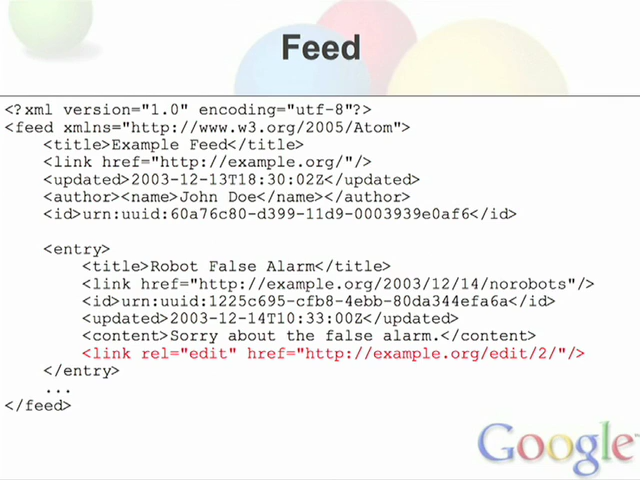 Feed
<?xml version="1.0" encoding="utf-8"?>
<feed xmlns="http://www.w3.org/2005/Atom">
<title>Example Feed</title>
<link href="http://example.org/"/>
<updated>2003-12-13T18:30:02Z</updated>
<author><name>John Doe</name></author>
<id>urn:uuid:60a76c80-d399-11d9-0003939e0af6</id>
<entry>
<title>Robot False Alarm</title>
<link href="http://example.org/2003/12/14/norobots"/>
<id>urn:uuid:1225c695-cfb8-4ebb-80da344efa6a</id>
<updated>2003-12-14T10:33:00Z</updated>
<content>Sorry about the false alarm.</content>
<link rel="edit" href="http://example.org/edit/2/"/>
</entry>
...
</feed>
Google